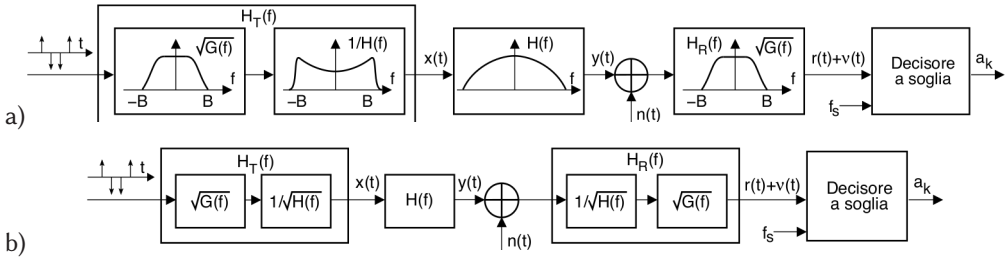 a)
H_T(f)
t
√G(f)
f
−B B
1/H(f)
f
−B B
x(t)
H(f)
f
y(t)
n(t)
H_R(f) √G(f)
f
−B B
r(t)+ν(t)
f_s
Decisore
a soglia
a_k
b)
t
H_T(f)
√G(f)
1/√H(f)
x(t)
H(f)
y(t)
n(t)
H_R(f)
1/√H(f)
√G(f)
r(t)+ν(t)
f_s
Decisore
a soglia
a_k